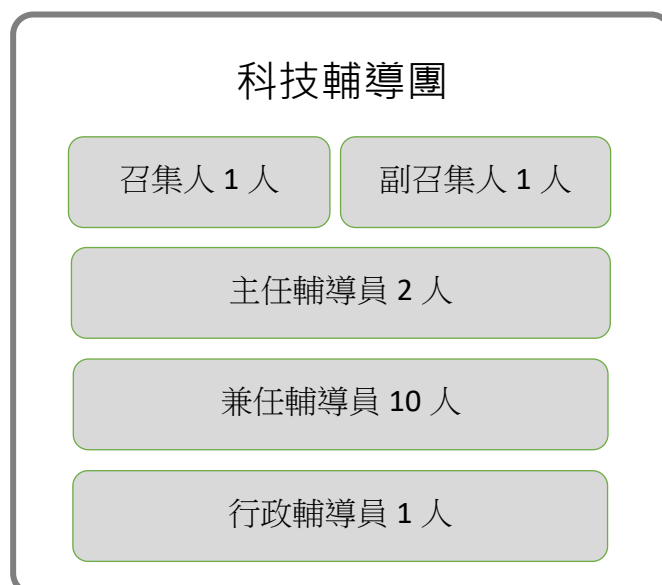 科技輔導團
召集人 1 人
副召集人 1 人
主任輔導員 2 人
兼任輔導員 10 人
行政輔導員 1 人